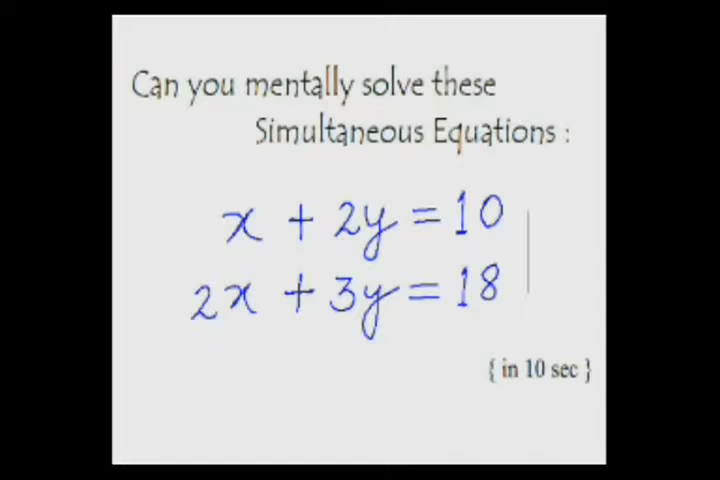 Can you mentally solve these
Simultaneous Equations :
x + 2y = 10
2x + 3y = 18
{ in 10 sec }